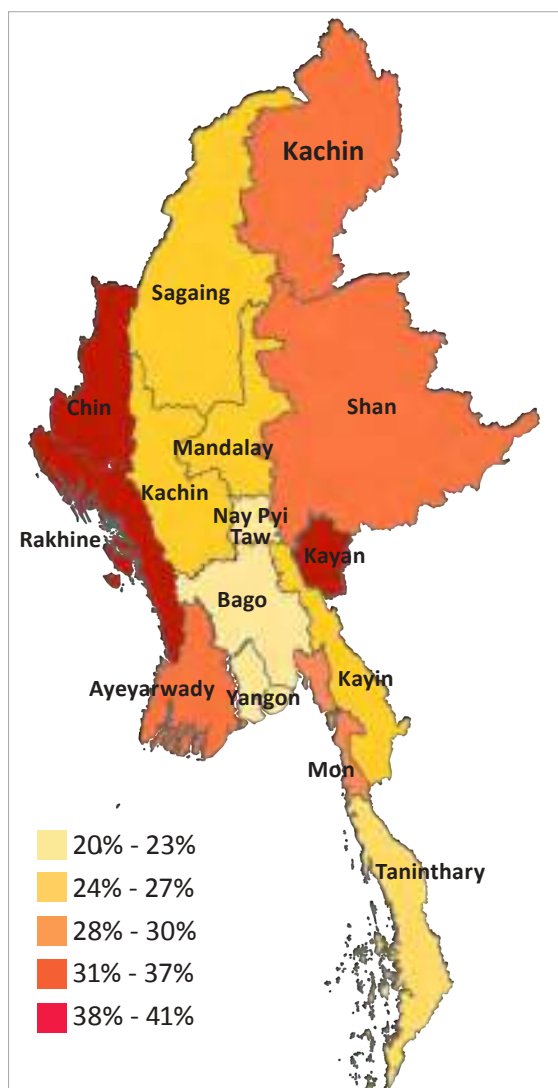 Kachin
Sagaing
Chin
Shan
Mandalay
Kachin
Nay Pyi
Taw
Rakhine
Kayan
Bago
Ayeyarwady
Yangon
Kayin
Mon
Taninthary
20% - 23%
24% - 27%
28% - 30%
31% - 37%
38% - 41%